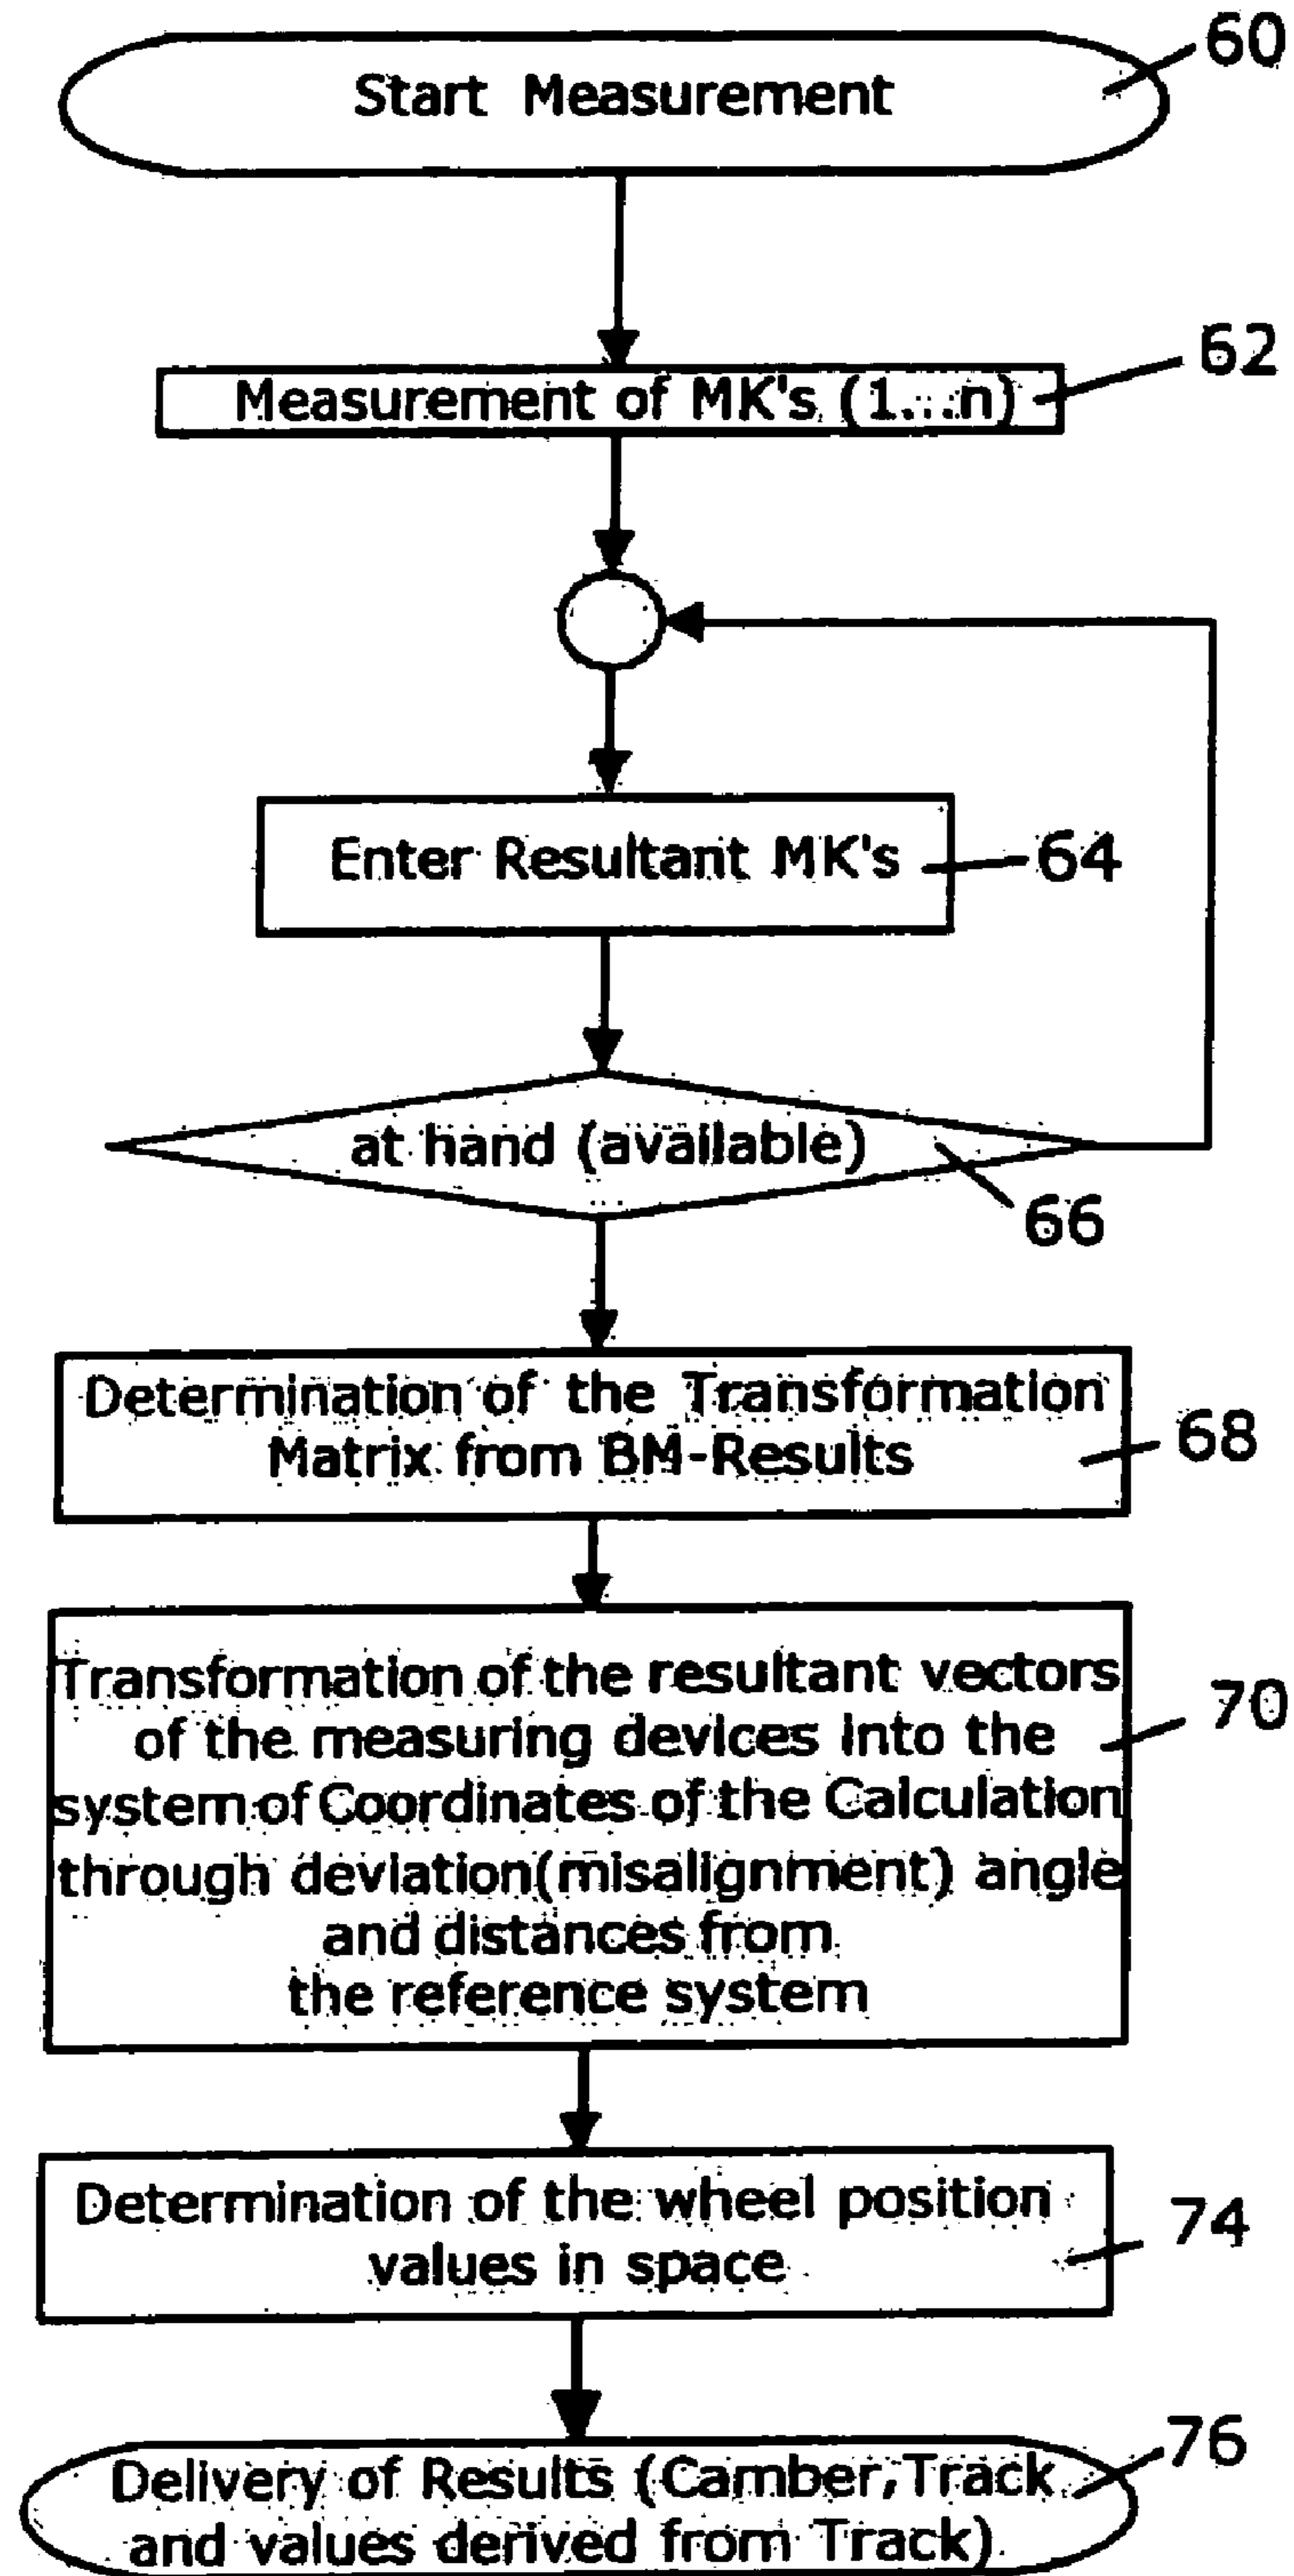 60
Start Measurement
62
Measurement of MK's (1...n)
Enter Resultant MK's
64
at hand (available)
66
Determination of the Transformation
Matrix from BM-Results
68
Transformation of the resultant vectors
of the measuring devices into the
system of Coordinates of the Calculation
through deviation(misalignment) angle
and distances from
the reference system
70
Determination of the wheel position
values in space
74
76
Delivery of Results (Camber,Track
and values derived from Track)